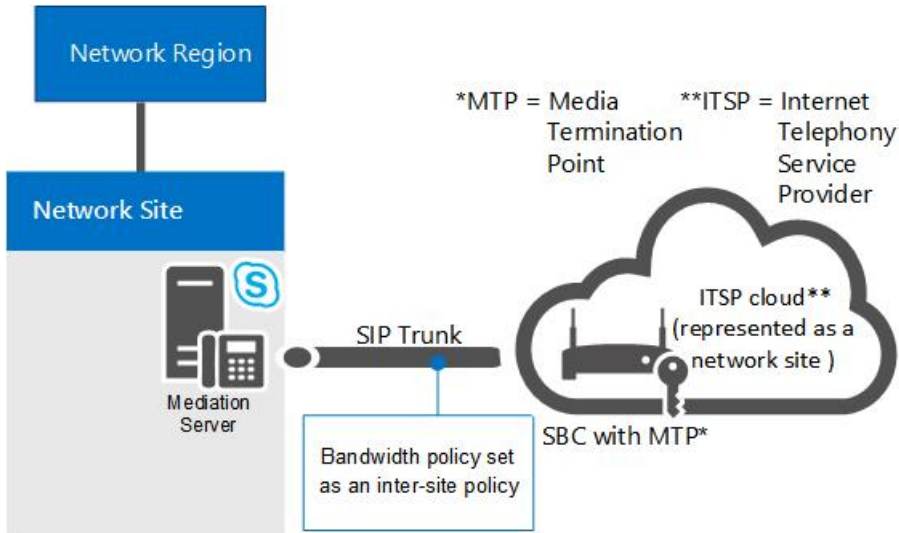 Network Region
*MTP = Media
Termination
Point
**ITSP = Internet
Telephony
Service
Provider
Network Site
S
ITSP cloud**
(represented as a
network site )
SIP Trunk
Mediation
Server
SBC with MTP*
Bandwidth policy set
as an inter-site policy